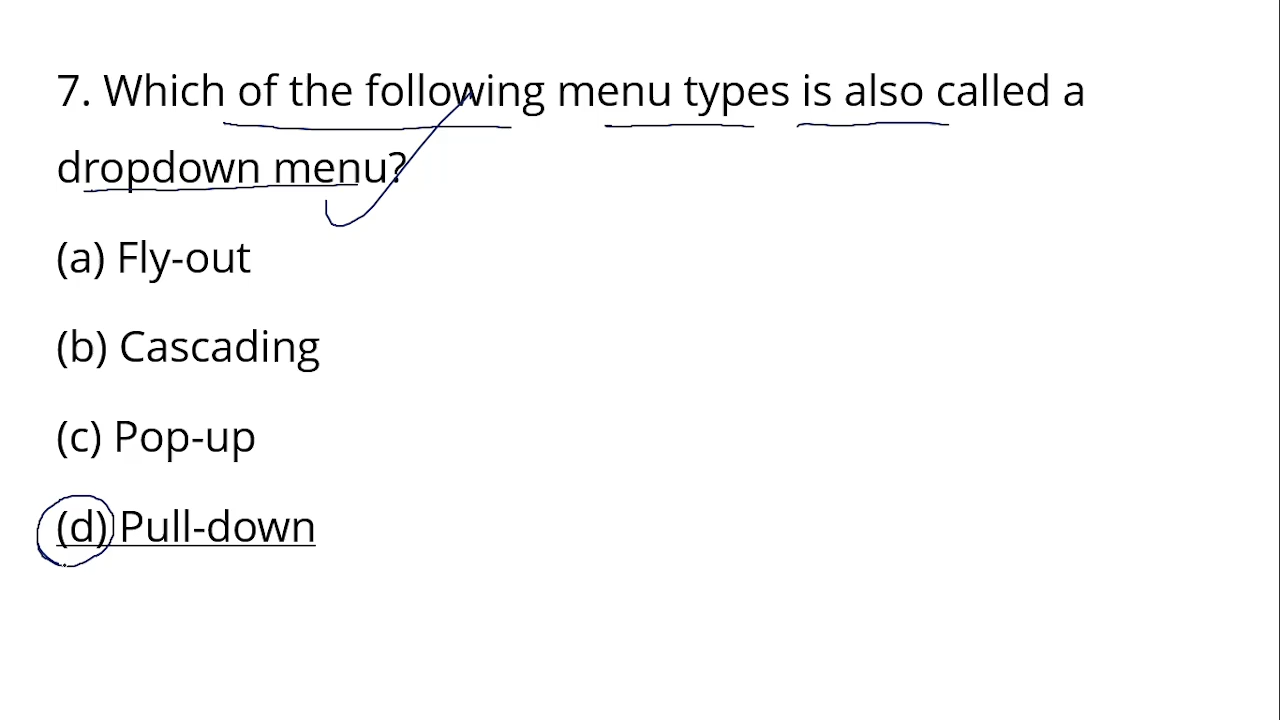 7. Which of the following menu types is also called a
dropdown menu?
(a) Fly-out
(b) Cascading
(c) Pop-up
(d) Pull-down